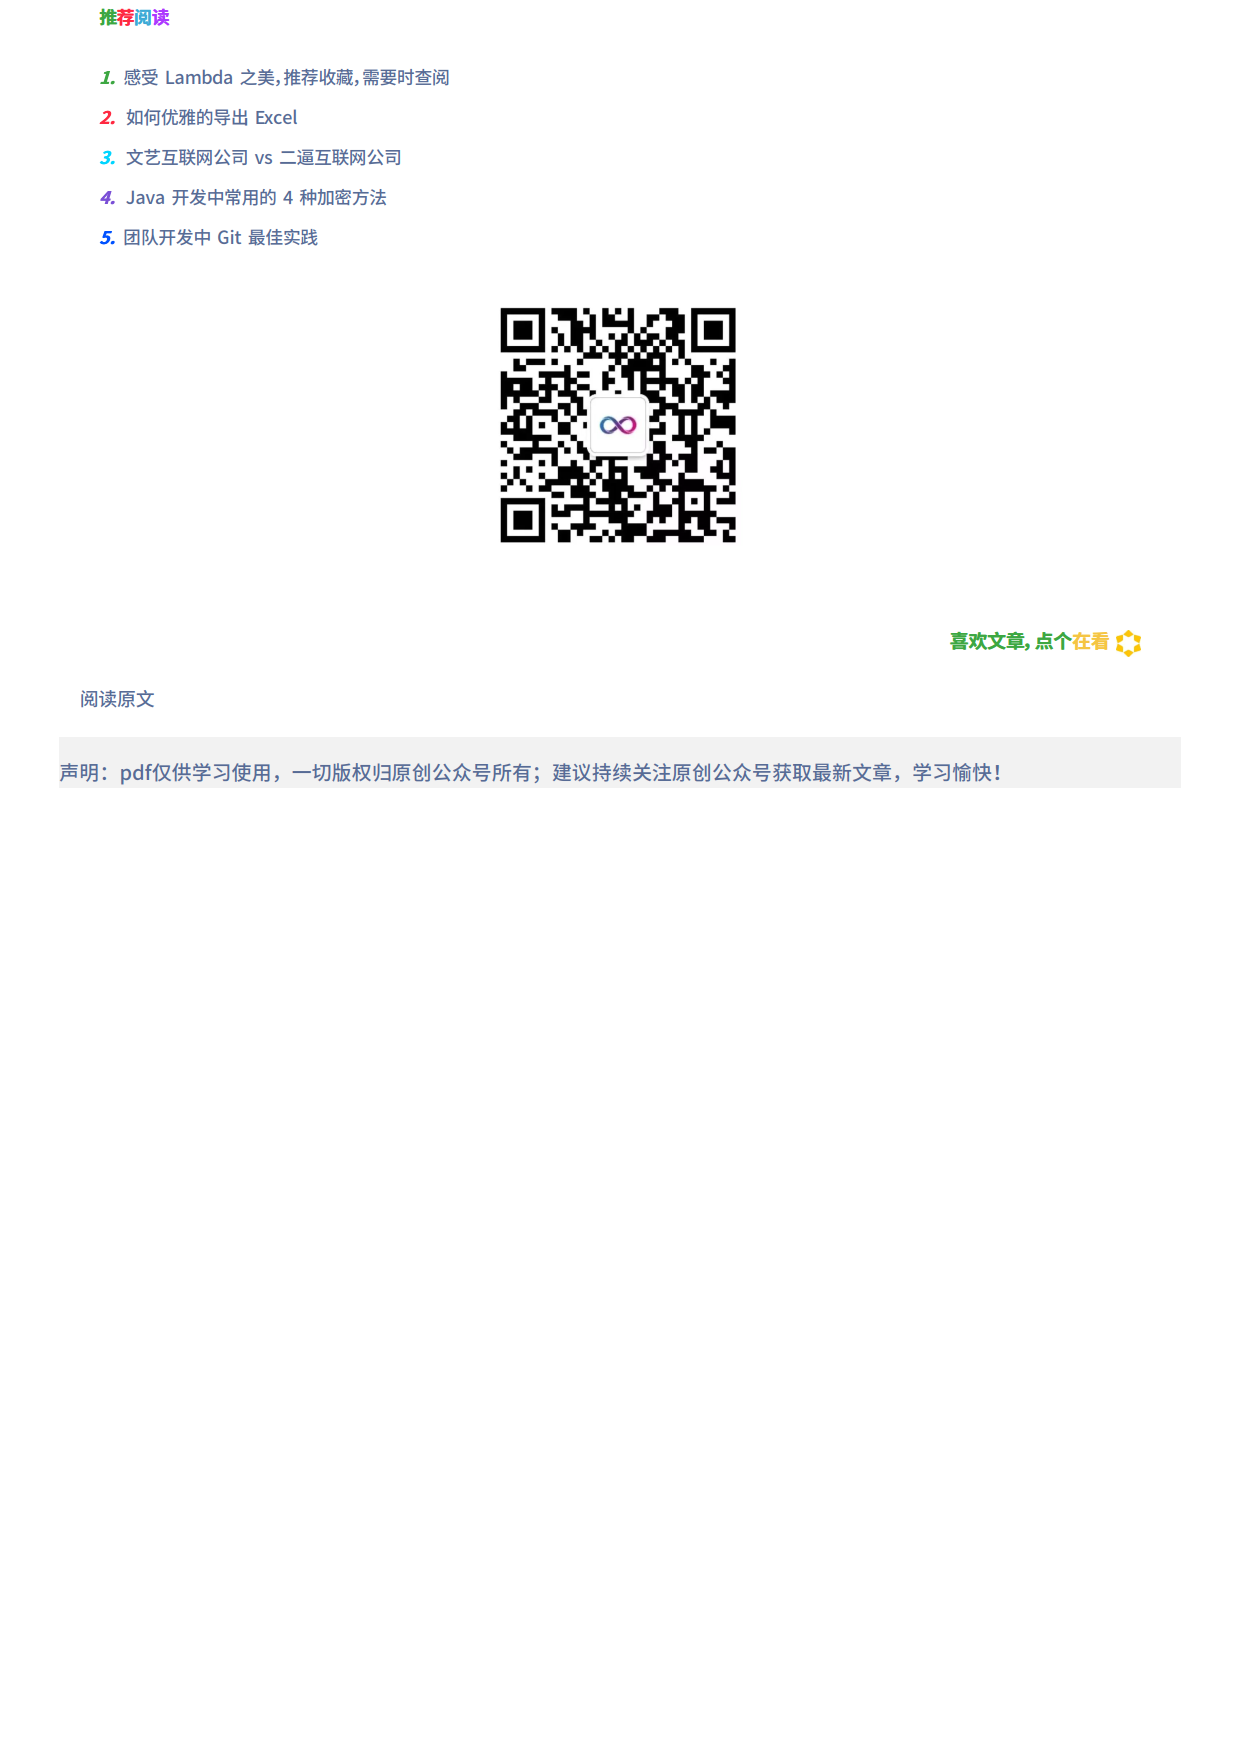 推荐阅读
1. 感受 Lambda 之美,推荐收藏,需要时查阅
2. 如何优雅的导出 Excel
3. 文艺互联网公司 vs 二逼互联网公司
4. Java 开发中常用的 4 种加密方法
5. 团队开发中 Git 最佳实践
喜欢文章,点个在看
阅读原文
声明：pdf仅供学习使用，一切版权归原创公众号所有；建议持续关注原创公众号获取最新文章，学习愉快！